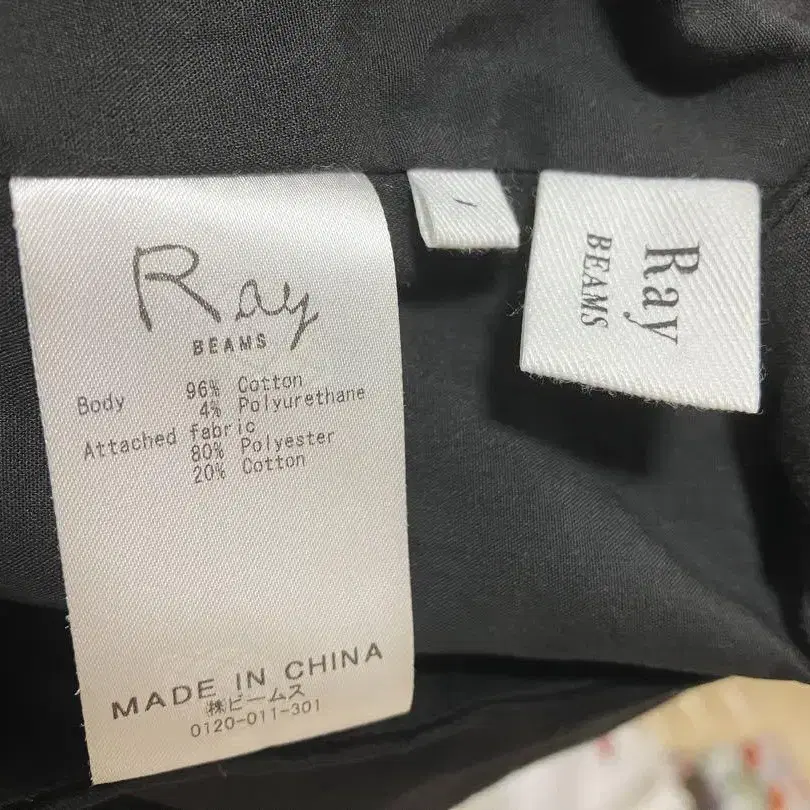 Ray
BEAMS
Body 96% Cotton
4% Polyurethane
Attached fabric
80% Polyester
20% Cotton
MADE IN CHINA
㈱ビームス
0120-011-301
1
Ray
BEAMS